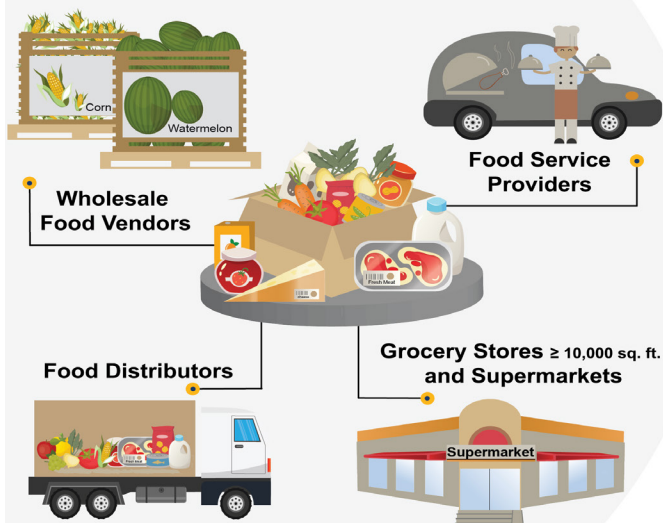 Corn
Watermelon
Wholesale
Food Vendors
Food Service
Providers
Fresh Meal
Food Distributors
Grocery Stores ≥ 10,000 sq. ft.
and Supermarkets
Supermarket